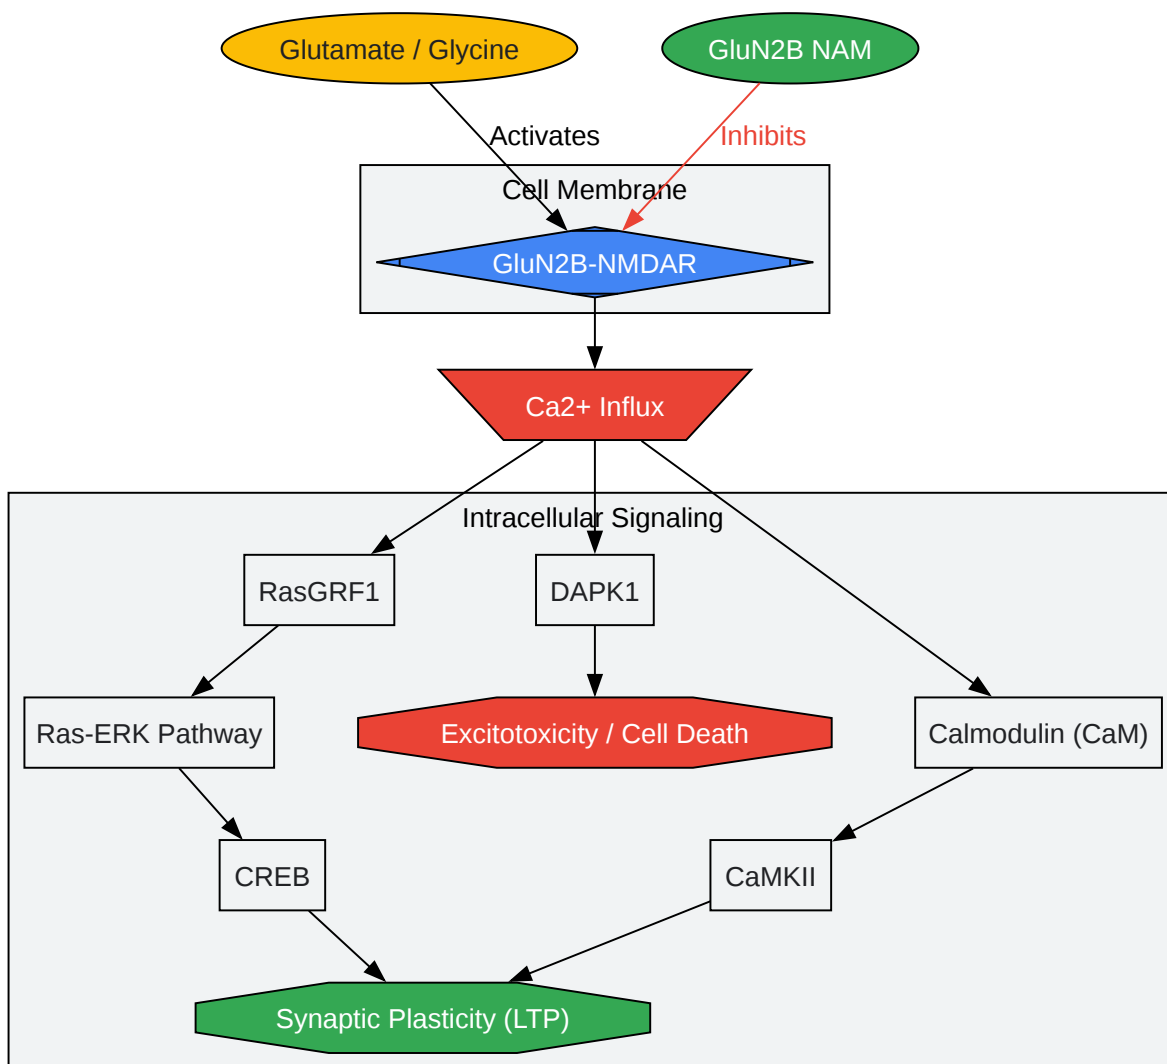 Glutamate / Glycine
GluN2B NAM
Activates
Inhibits
Cell Membrane
GluN2B-NMDAR
Ca2+ Influx
Intracellular Signaling
RasGRF1
DAPK1
Ras-ERK Pathway
Excitotoxicity / Cell Death
Calmodulin (CaM)
CREB
CaMKII
Synaptic Plasticity (LTP)